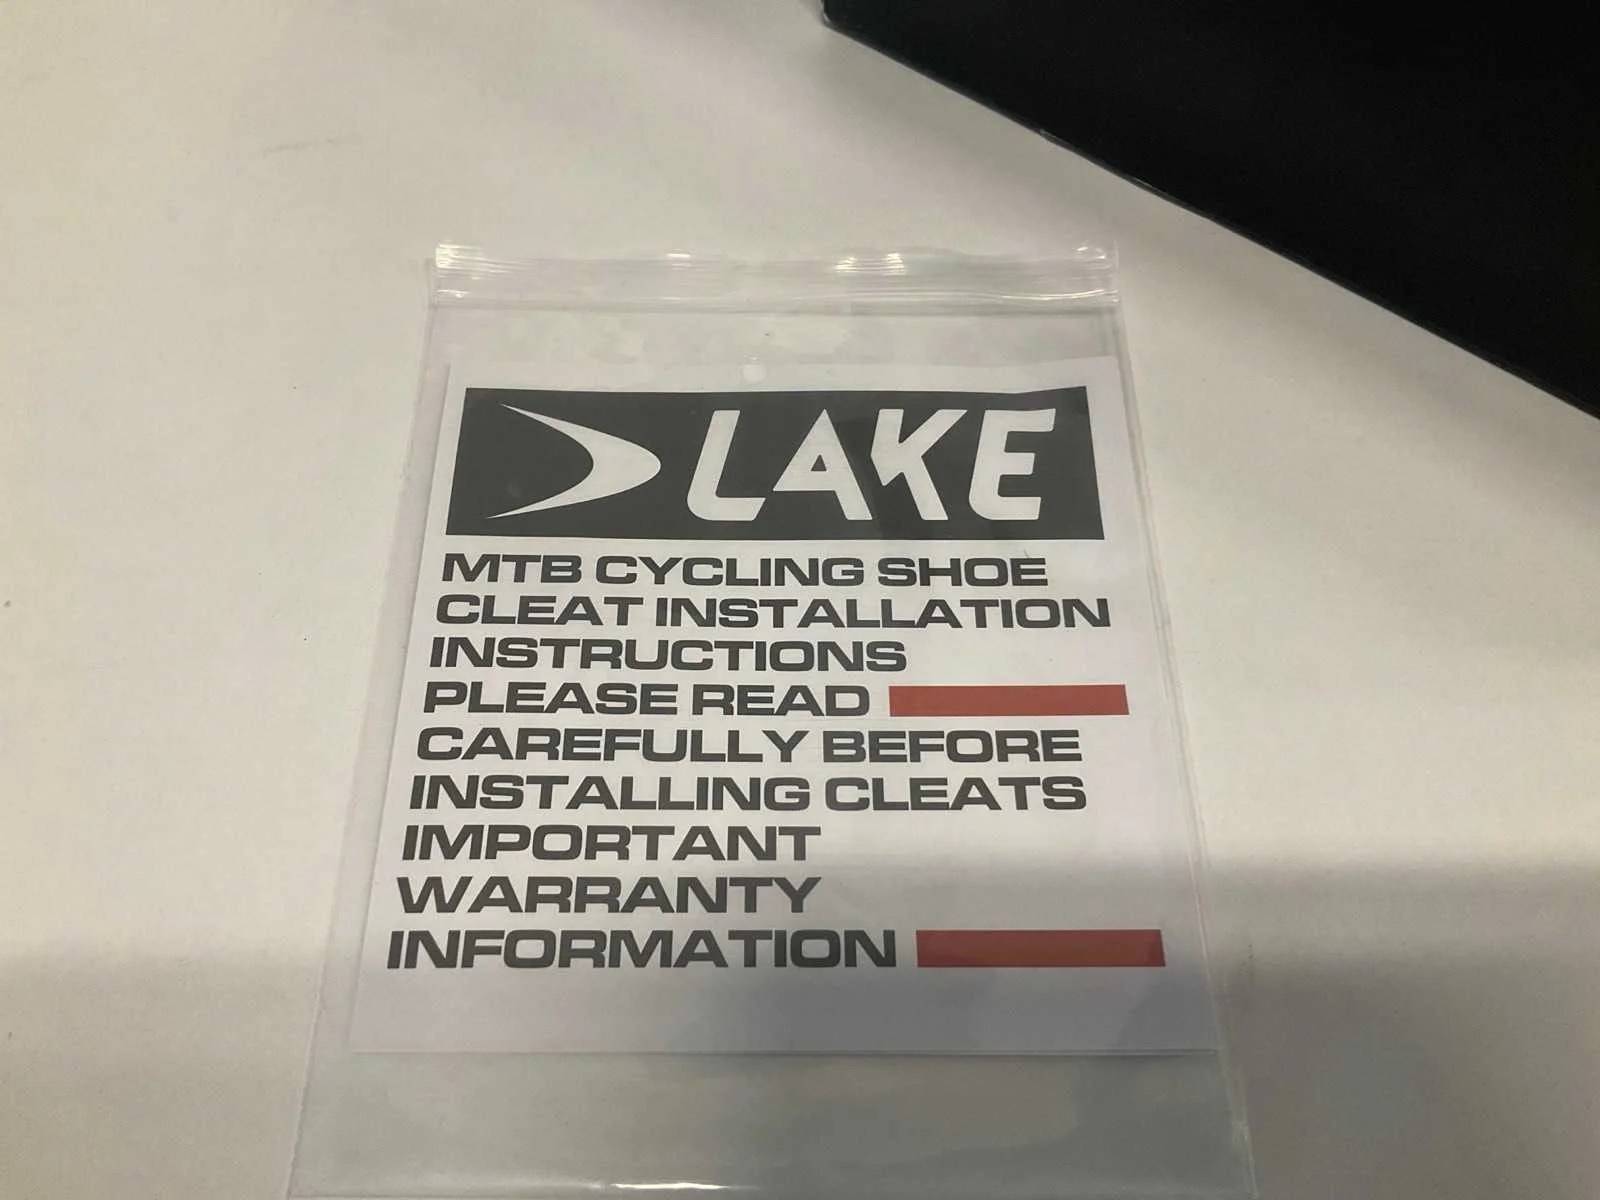 LAKE
MTB CYCLING SHOE
CLEAT INSTALLATION
INSTRUCTIONS
PLEASE READ
CAREFULLY BEFORE
INSTALLING CLEATS
IMPORTANT
WARRANTY
INFORMATION